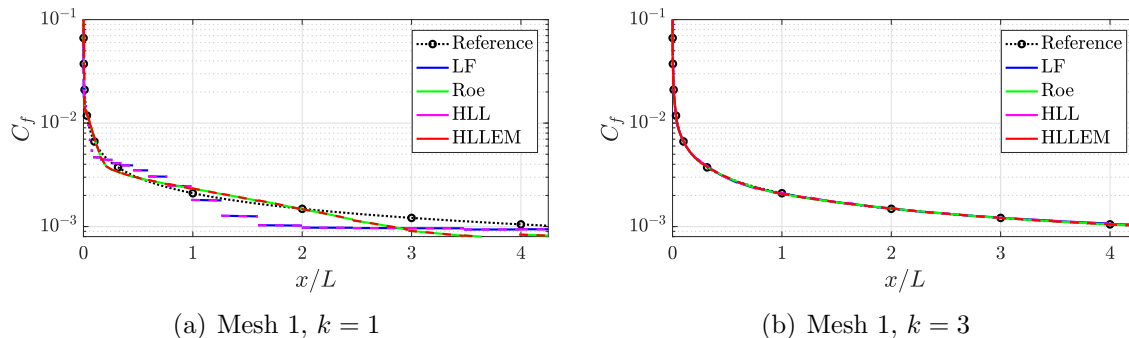 10⁻¹
10⁻²
10⁻³
C_f
0 1 2 3 4
x/L
Reference
LF
Roe
HLL
HLLEM
(a) Mesh 1, k = 1
10⁻¹
10⁻²
10⁻³
C_f
0 1 2 3 4
x/L
Reference
LF
Roe
HLL
HLLEM
(b) Mesh 1, k = 3